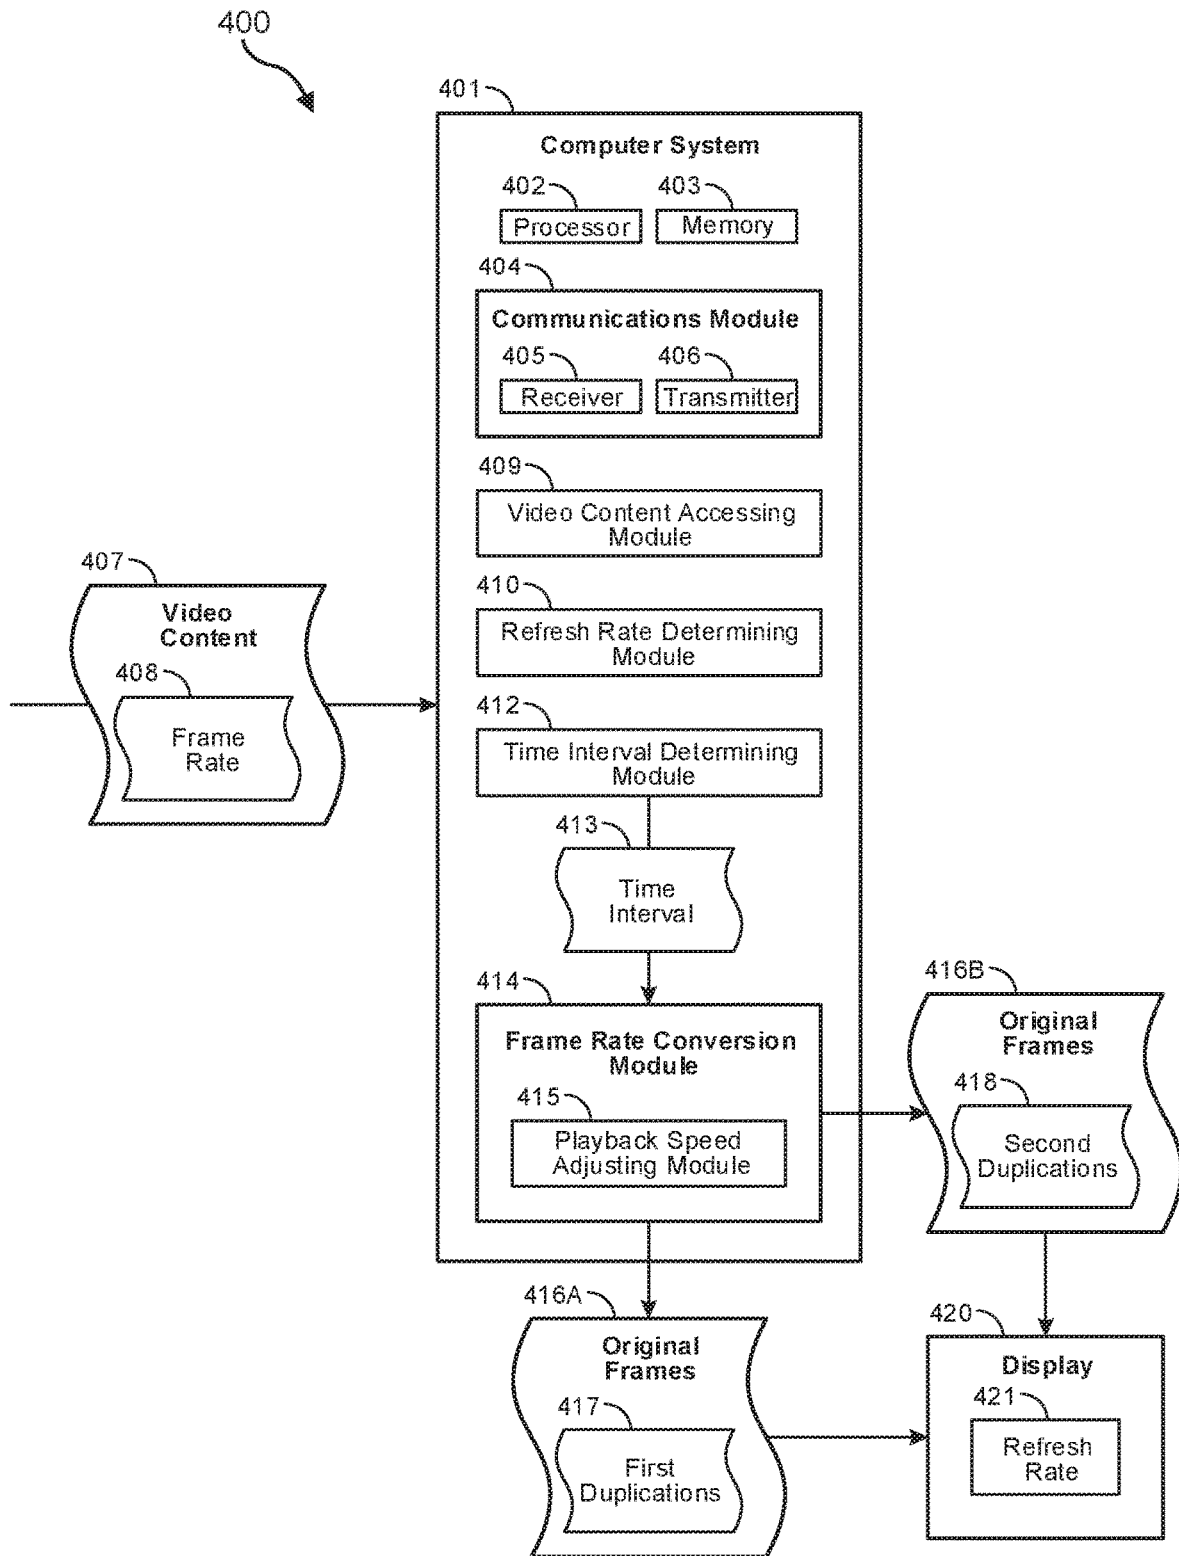 400
401
Computer System
402
403
Processor
Memory
404
Communications Module
405
406
Receiver
Transmitter
409
Video Content Accessing
Module
407
Video
Content
408
Frame
Rate
410
Refresh Rate Determining
Module
412
Time Interval Determining
Module
413
Time
Interval
414
Frame Rate Conversion
Module
415
Playback Speed
Adjusting Module
416B
Original
Frames
418
Second
Duplications
416A
Original
Frames
417
First
Duplications
420
Display
421
Refresh
Rate